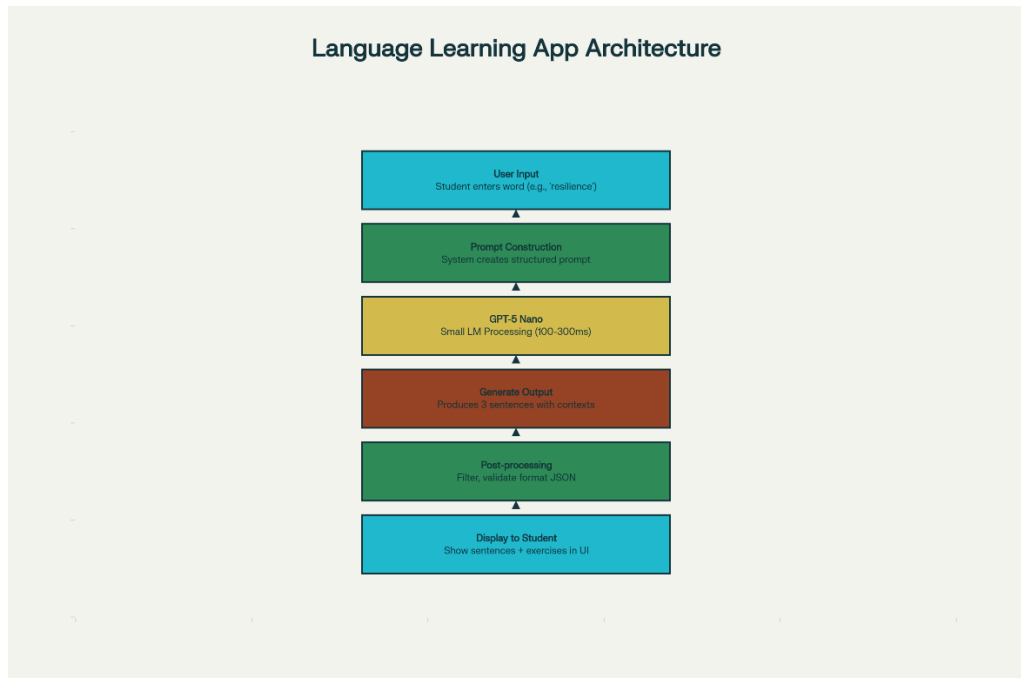 Language Learning App Architecture
User Input
Student enters word (e.g., 'resilience')
Prompt Construction
System creates structured prompt
GPT-5 Nano
Small LM Processing (100-300ms)
Generate Output
Produces 3 sentences with contexts
Post-processing
Filter, validate format JSON
Display to Student
Show sentences + exercises in UI